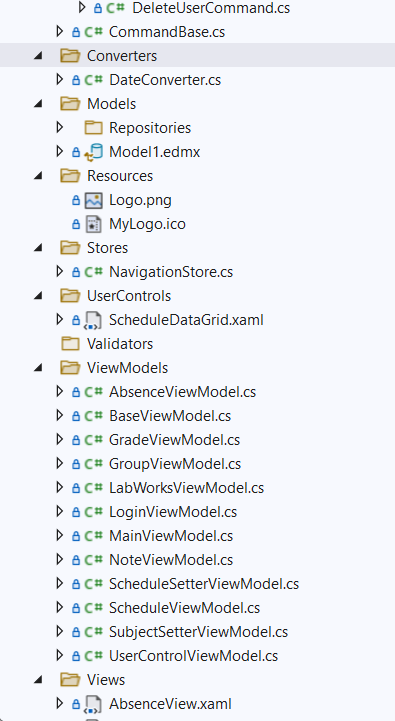 DeleteUserCommand.cs
CommandBase.cs
Converters
DateConverter.cs
Models
Repositories
Model1.edmx
Resources
Logo.png
MyLogo.ico
Stores
NavigationStore.cs
UserControls
ScheduleDataGrid.xaml
Validators
ViewModels
AbsenceViewModel.cs
BaseViewModel.cs
GradeViewModel.cs
GroupViewModel.cs
LabWorksViewModel.cs
LoginViewModel.cs
MainViewModel.cs
NoteViewModel.cs
ScheduleSetterViewModel.cs
ScheduleViewModel.cs
SubjectSetterViewModel.cs
UserControlViewModel.cs
Views
AbsenceView.xaml